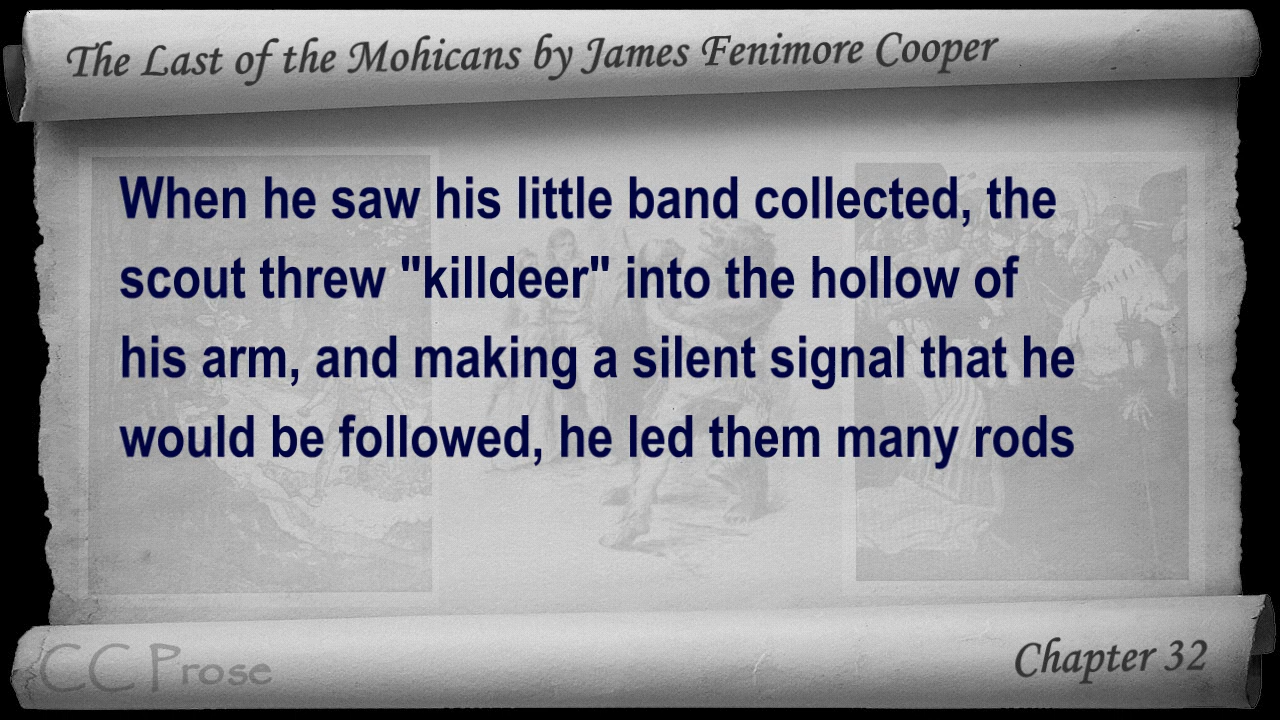 The Last of the Mohicans by James Fenimore Cooper
When he saw his little band collected, the
scout threw "killdeer" into the hollow of
his arm, and making a silent signal that he
would be followed, he led them many rods
CC Prose
Chapter 32